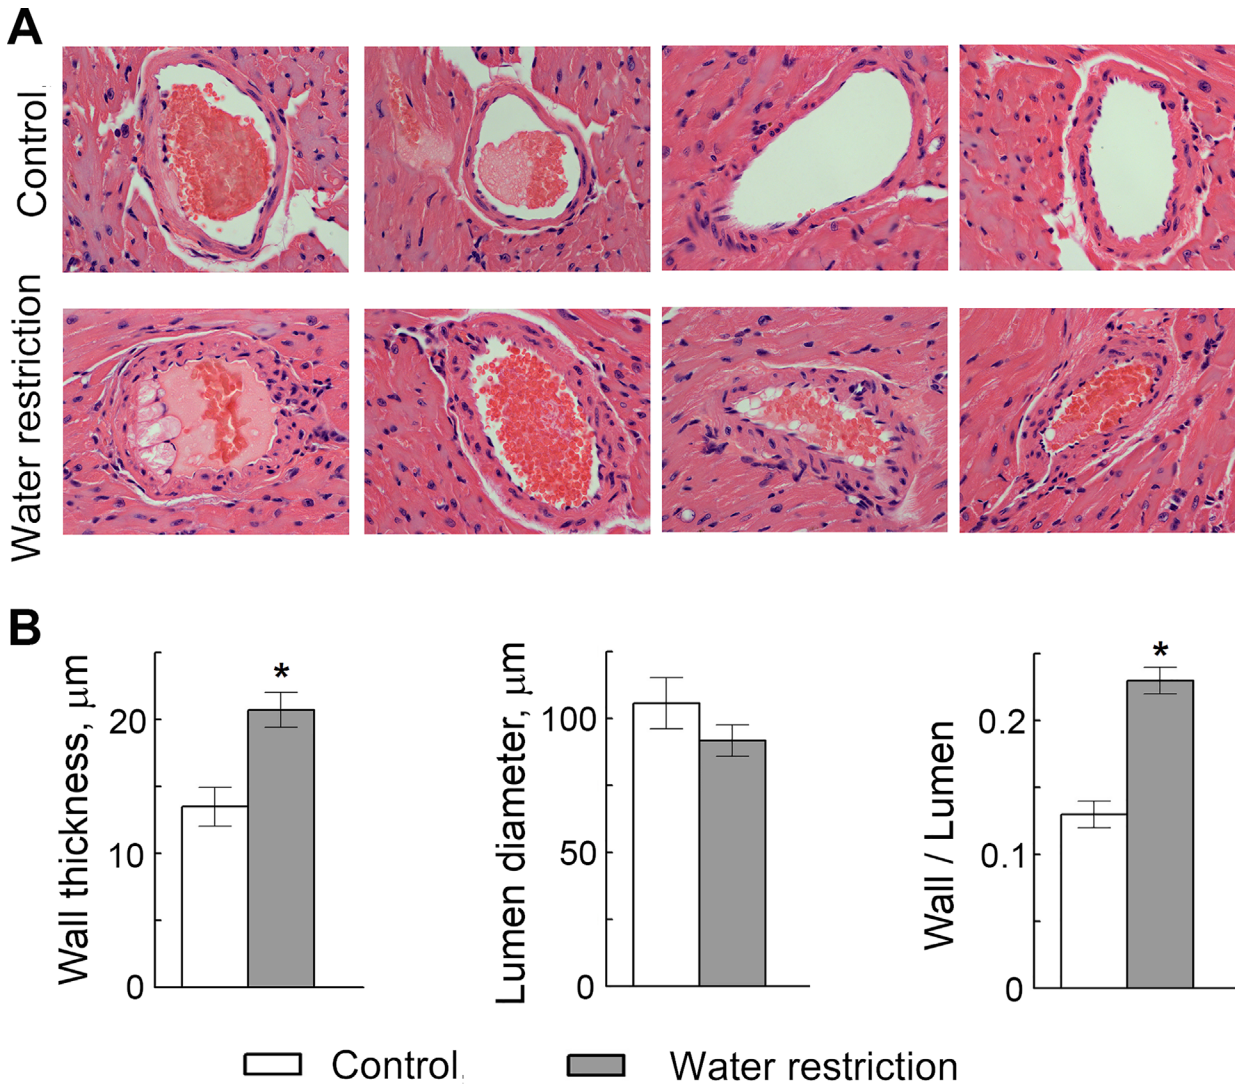 A
Control
Water restriction
B
Wall thickness, µm
20
10
0
*
Lumen diameter, µm
100
50
0
Wall / Lumen
0.2
0.1
0
*
Control
Water restriction